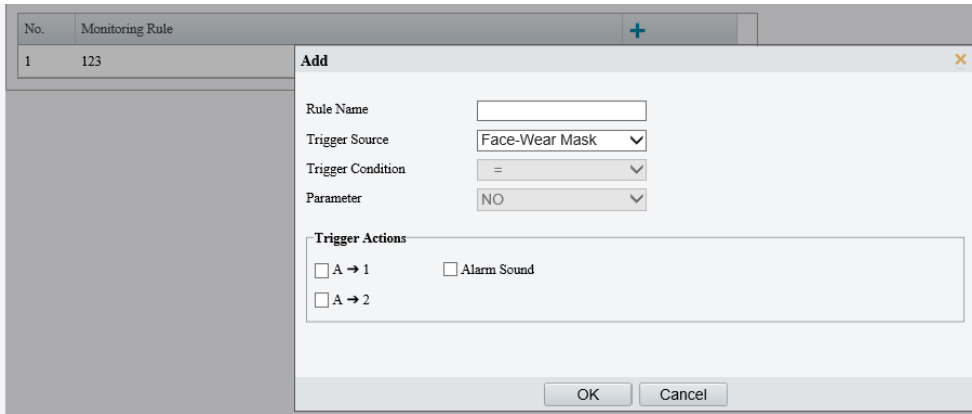 No. Monitoring Rule +
1 123
Add ×
Rule Name
Trigger Source Face-Wear Mask
Trigger Condition =
Parameter NO
Trigger Actions
A ➔ 1 Alarm Sound
A ➔ 2
OK Cancel